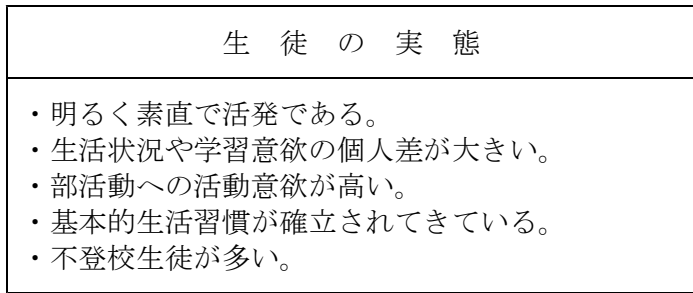 生徒の実態
・明るく素直で活発である。
・生活状況や学習意欲の個人差が大きい。
・部活動への活動意欲が高い。
・基本的生活習慣が確立されてきている。
・不登校生徒が多い。